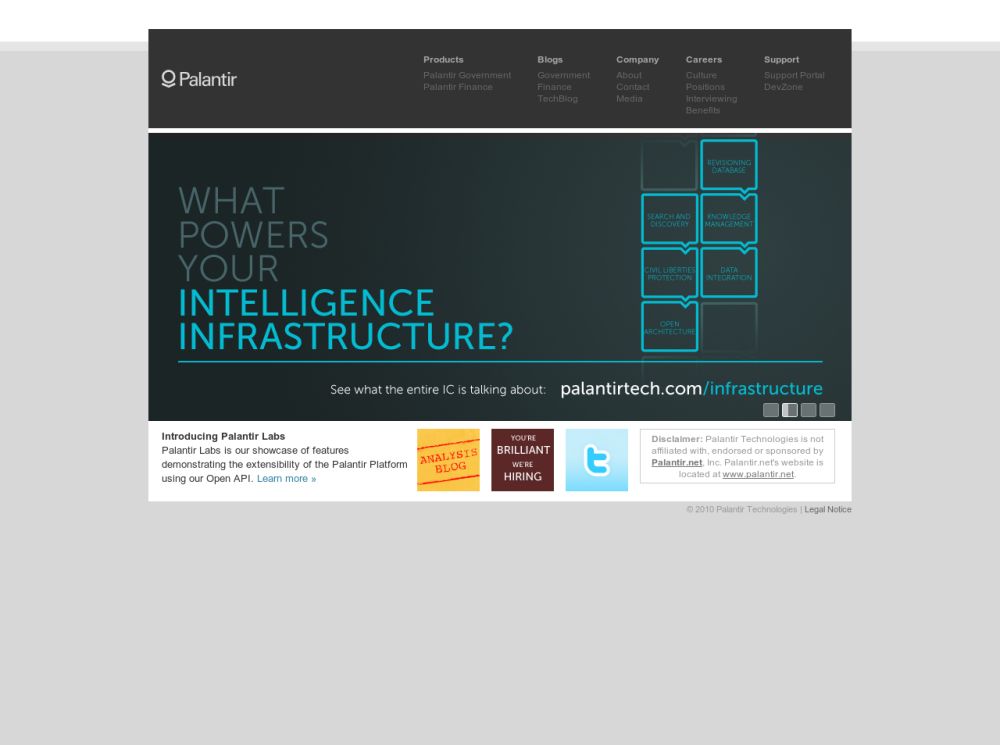 Palantir
Products
Palantir Government
Palantir Finance
Blogs
Government
Finance
TechBlog
Company
About
Contact
Media
Careers
Culture
Positions
Interviewing
Benefits
Support
Support Portal
DevZone
WHAT
POWERS
YOUR
INTELLIGENCE
INFRASTRUCTURE?
REVISIONING
DATABASE
SEARCH AND
DISCOVERY
KNOWLEDGE
MANAGEMENT
CIVIL LIBERTIES
PROTECTION
DATA
INTEGRATION
OPEN
ARCHITECTURE
See what the entire IC is talking about: palantirtech.com/infrastructure
Introducing Palantir Labs
Palantir Labs is our showcase of features
demonstrating the extensibility of the Palantir Platform
using our Open API. Learn more »
ANALYSIS
BLOG
YOU'RE
BRILLIANT
WE'RE
HIRING
t
Disclaimer: Palantir Technologies is not
affiliated with, endorsed or sponsored by
Palantir.net, Inc. Palantir.net's website is
located at www.palantir.net.
© 2010 Palantir Technologies | Legal Notice